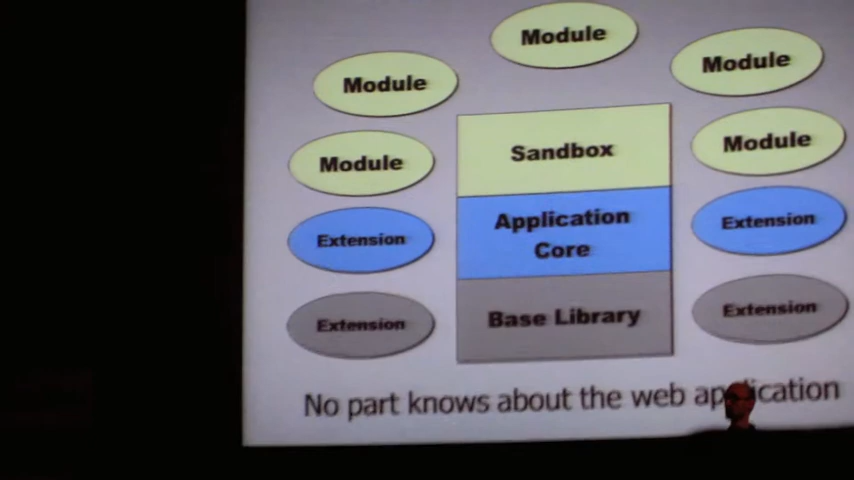 Module
Module
Module
Module
Sandbox
Module
Extension
Application
Core
Extension
Extension
Base Library
Extension
No part knows about the web application